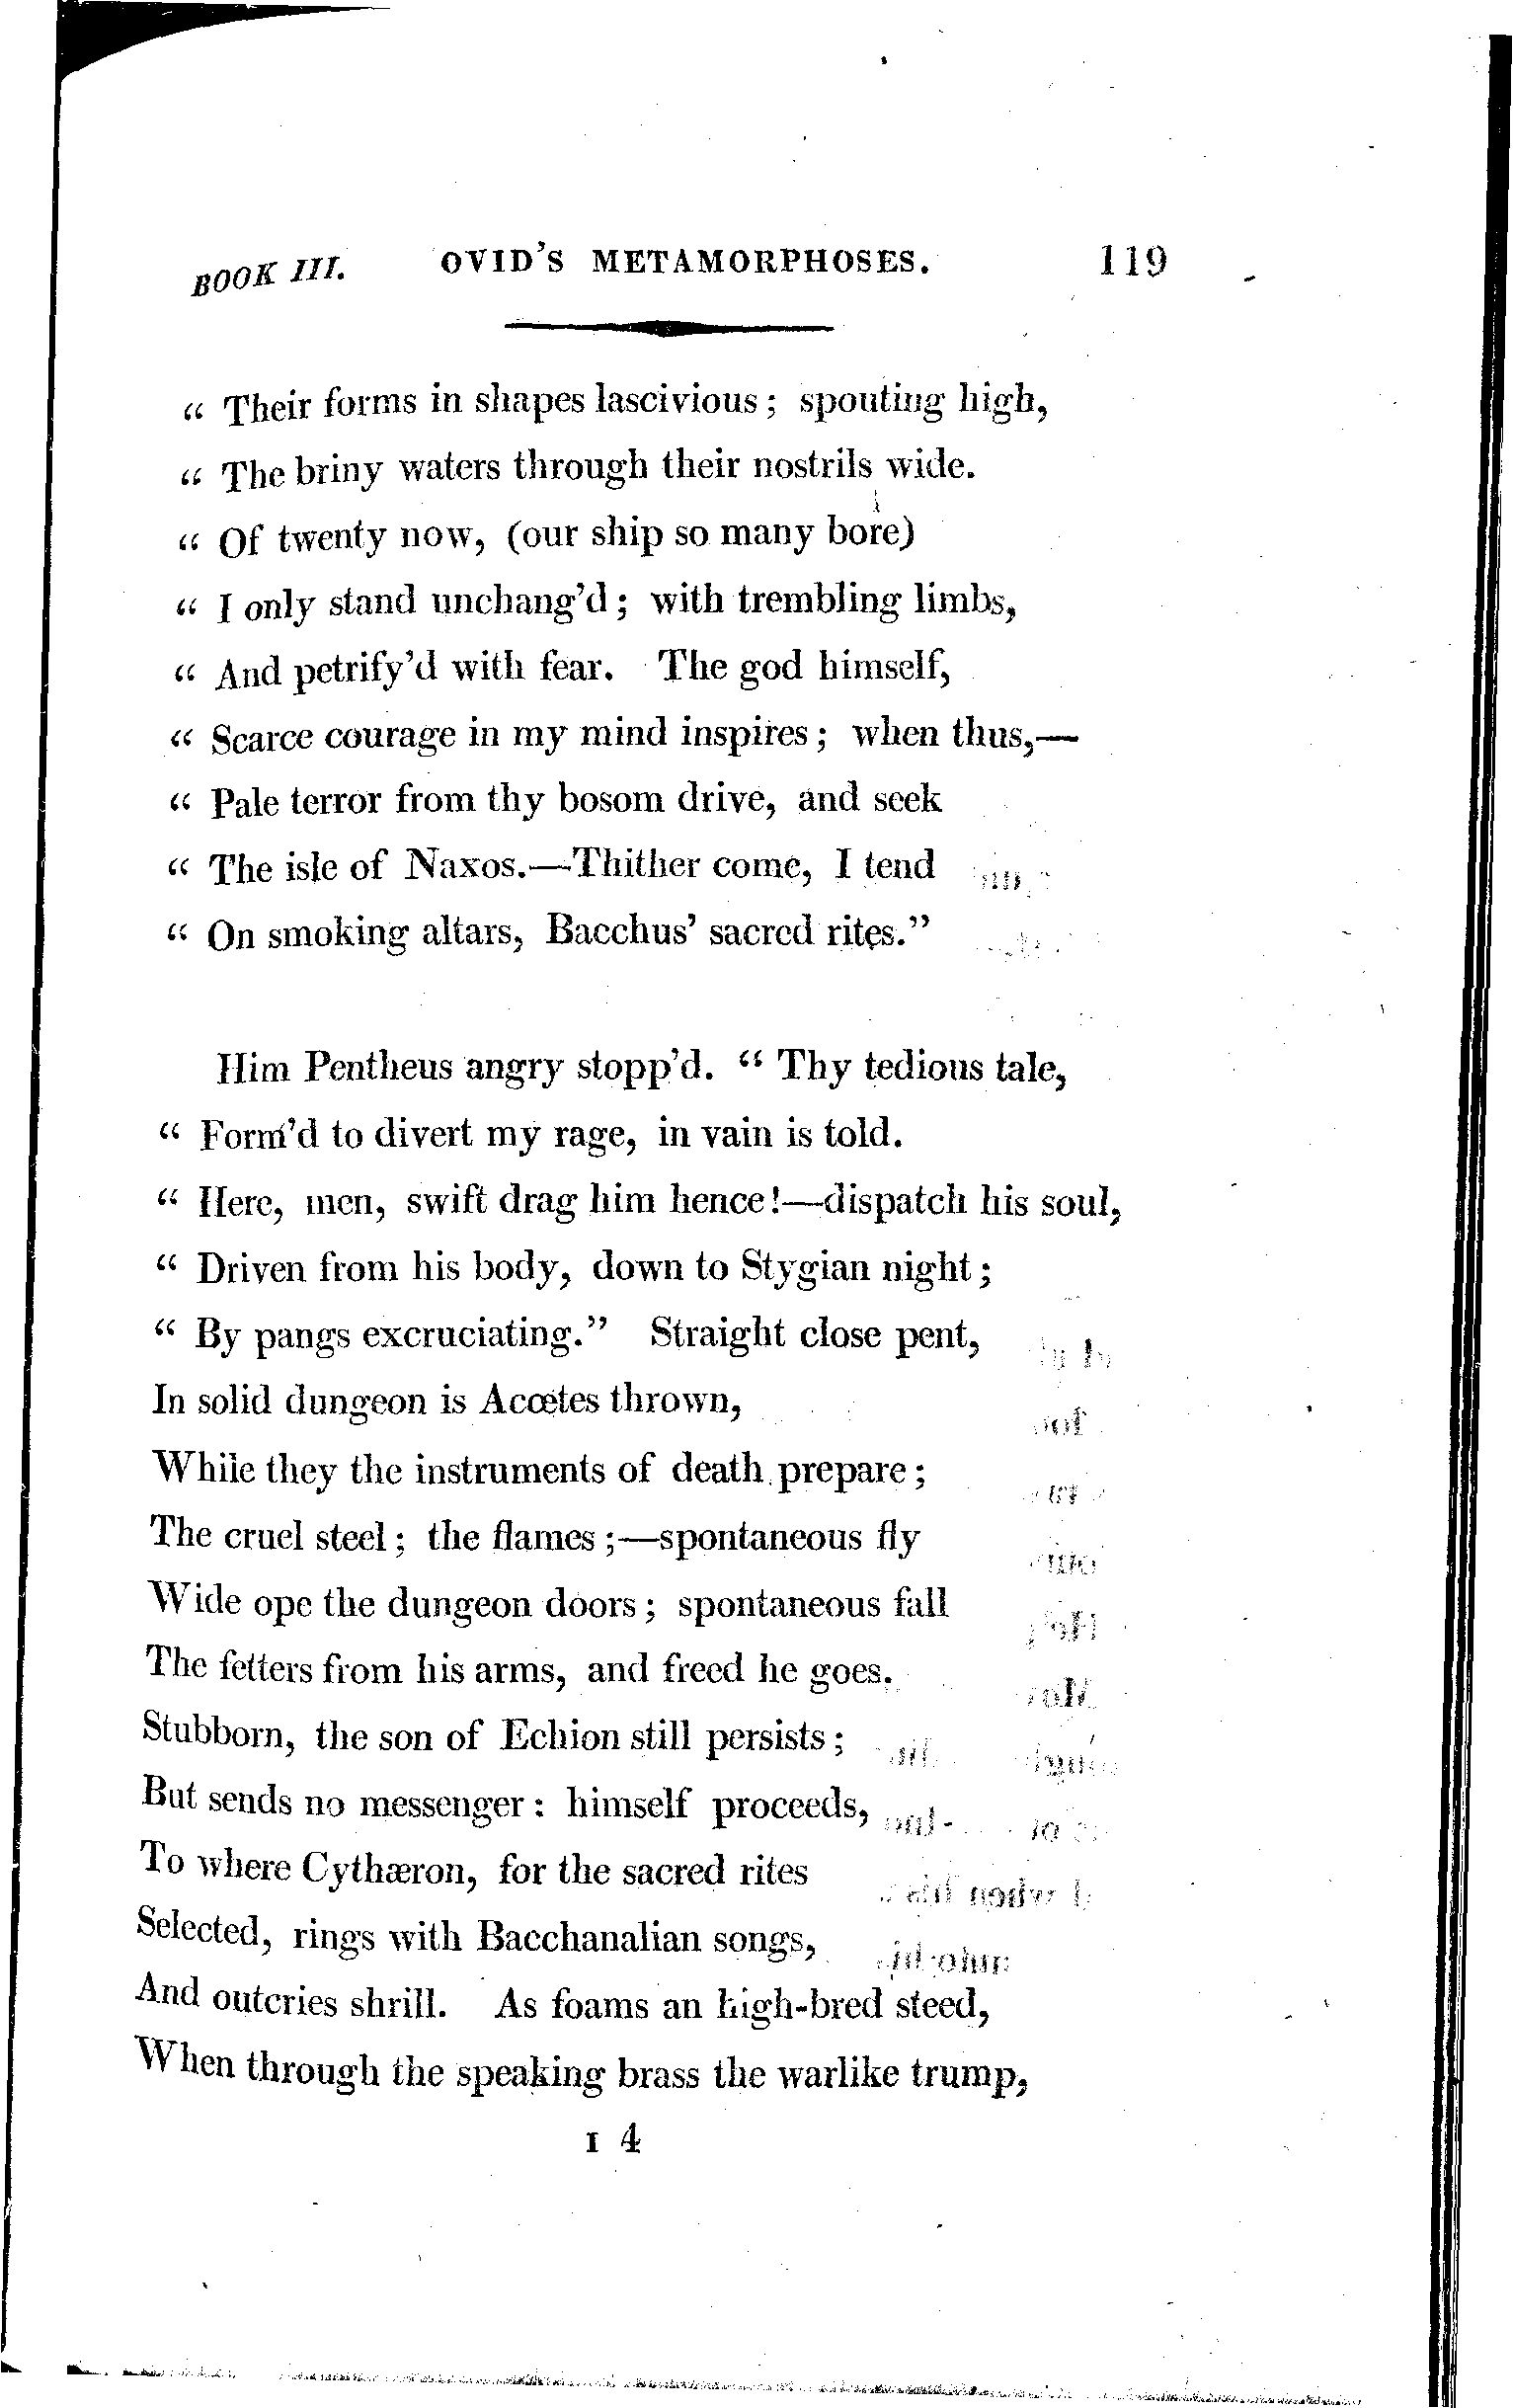 BOOK III. OVID'S METAMORPHOSES. 119
“ Their forms in shapes lascivious ; spouting high,
“ The briny waters through their nostrils wide.
“ Of twenty now, (our ship so many bore)
“ I only stand unchang'd ; with trembling limbs,
“ And petrify'd with fear. The god himself,
“ Scarce courage in my mind inspires ; when thus,—
“ Pale terror from thy bosom drive, and seek
“ The isle of Naxos.—Thither come, I tend
“ On smoking altars, Bacchus' sacred rites.”
Him Pentheus angry stopp'd. “ Thy tedious tale,
“ Form'd to divert my rage, in vain is told.
“ Here, men, swift drag him hence !—dispatch his soul,
“ Driven from his body, down to Stygian night ;
“ By pangs excruciating.” Straight close pent,
In solid dungeon is Acœtes thrown,
While they the instruments of death prepare ;
The cruel steel ; the flames ;—spontaneous fly
Wide ope the dungeon doors ; spontaneous fall
The fetters from his arms, and freed he goes.
Stubborn, the son of Echion still persists ;
But sends no messenger : himself proceeds,
To where Cythæron, for the sacred rites
Selected, rings with Bacchanalian songs,
And outcries shrill. As foams an high-bred steed,
When through the speaking brass the warlike trump,
I 4